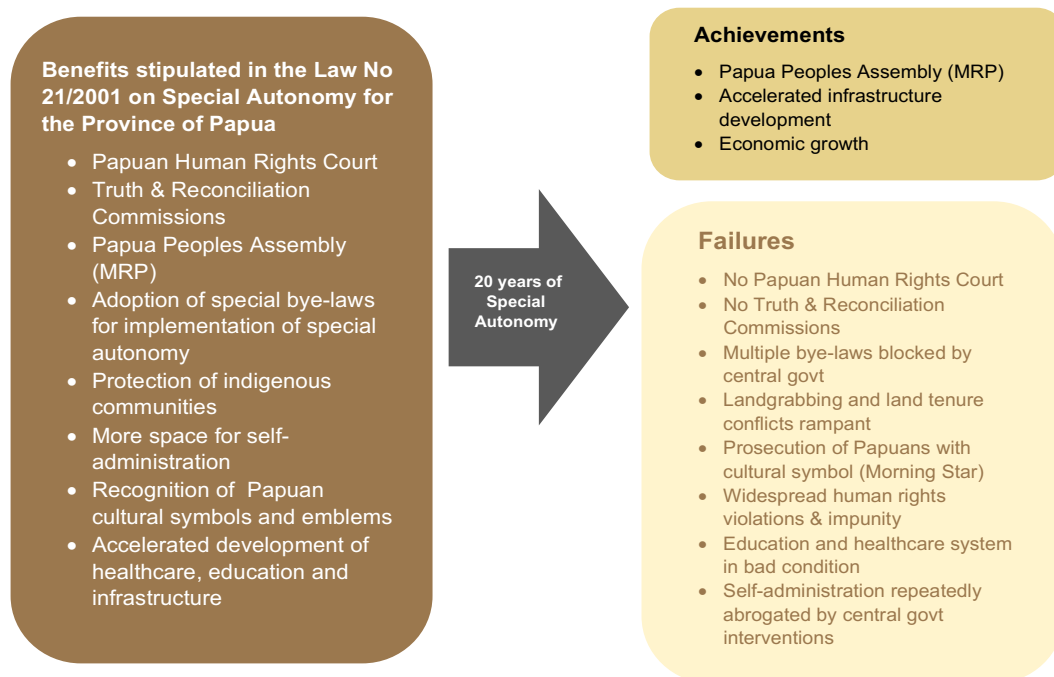 Benefits stipulated in the Law No
21/2001 on Special Autonomy for
the Province of Papua
• Papuan Human Rights Court
• Truth & Reconciliation
Commissions
• Papua Peoples Assembly
(MRP)
• Adoption of special bye-laws
for implementation of special
autonomy
• Protection of indigenous
communities
• More space for self-
administration
• Recognition of Papuan
cultural symbols and emblems
• Accelerated development of
healthcare, education and
infrastructure
20 years of
Special
Autonomy
Achievements
• Papua Peoples Assembly (MRP)
• Accelerated infrastructure
development
• Economic growth
Failures
• No Papuan Human Rights Court
• No Truth & Reconciliation
Commissions
• Multiple bye-laws blocked by
central govt
• Landgrabbing and land tenure
conflicts rampant
• Prosecution of Papuans with
cultural symbol (Morning Star)
• Widespread human rights
violations & impunity
• Education and healthcare system
in bad condition
• Self-administration repeatedly
abrogated by central govt
interventions